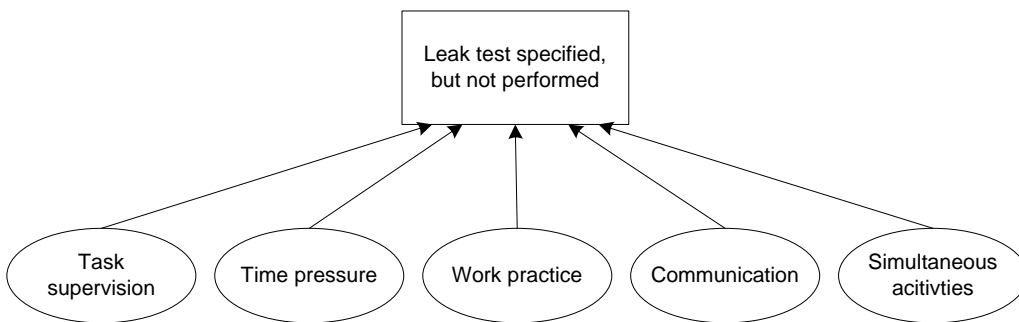 Leak test specified,
but not performed
Task
supervision
Time pressure
Work practice
Communication
Simultaneous
acitivties